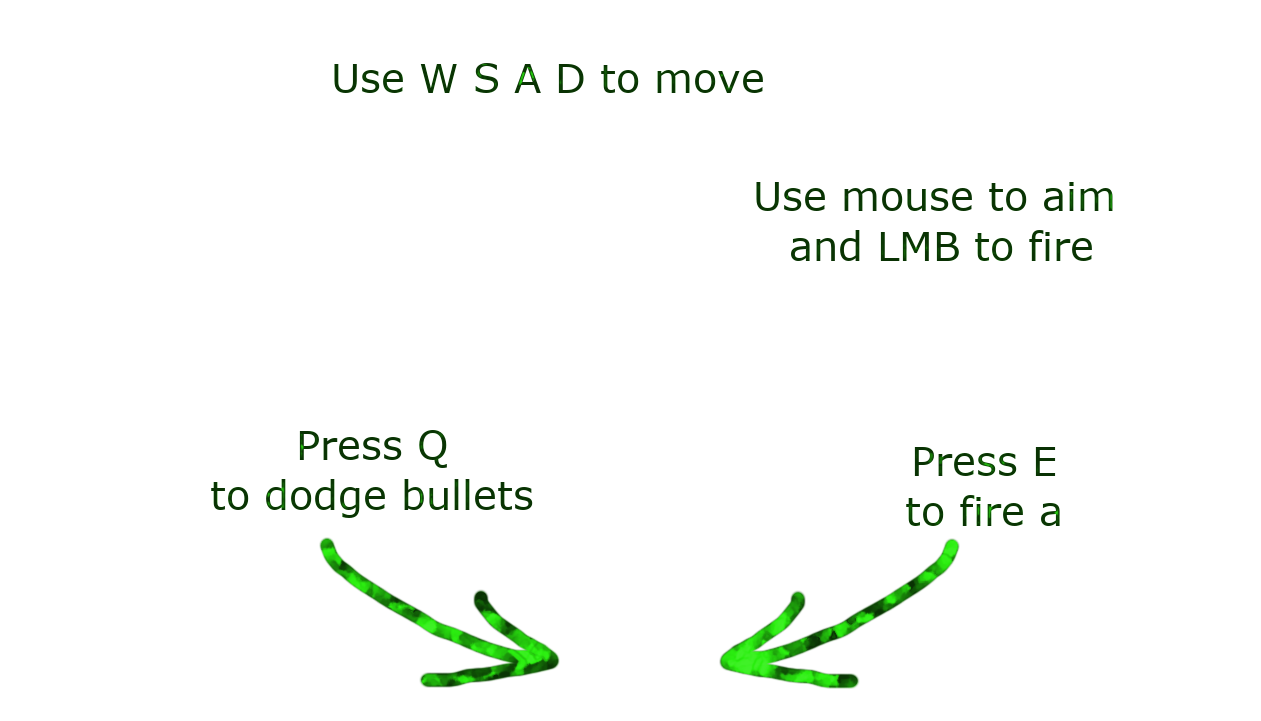 Use W S A D to move
Use mouse to aim
and LMB to fire
Press Q
to dodge bullets
Press E
to fire a